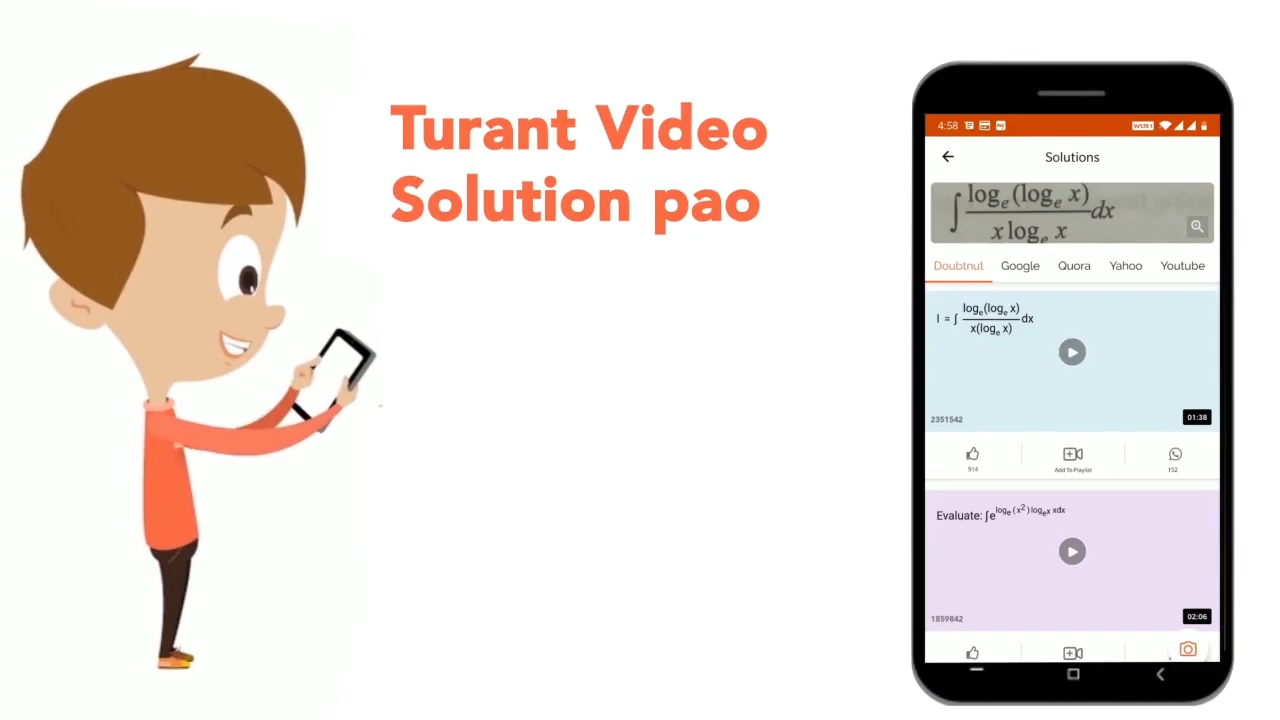 Turant Video
Solution pao
4:58
VoLTE1
Solutions
∫ logₑ(logₑ x) / x logₑ x dx
Doubtnut Google Quora Yahoo Youtube
I = ∫ logₑ(logₑ x) / x(logₑ x) dx
2351542 01:38
914 Add To Playlist 152
Evaluate: ∫e^logₑ(x²)logₑx xdx
1859842 02:06